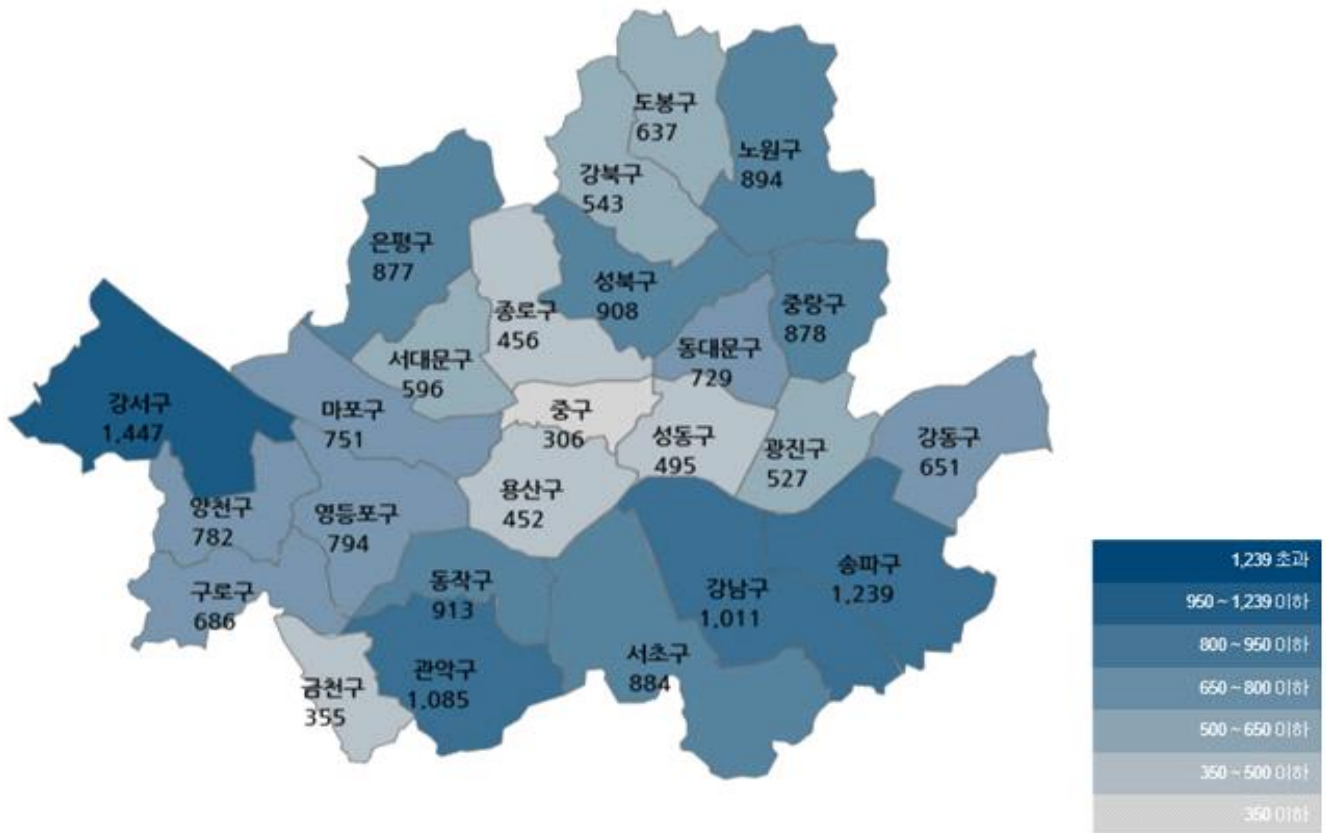 도봉구
637
노원구
894
강북구
543
은평구
877
성북구
908
중랑구
878
종로구
456
동대문구
729
서대문구
596
강서구
1,447
마포구
751
중구
306
성동구
495
광진구
527
강동구
651
양천구
782
영등포구
794
용산구
452
구로구
686
동작구
913
강남구
1,011
송파구
1,239
서초구
884
관악구
1,085
금천구
355
1,239 초과
950 ~ 1,239 이하
800 ~ 950 이하
650 ~ 800 이하
500 ~ 650 이하
350 ~ 500 이하
350 이하